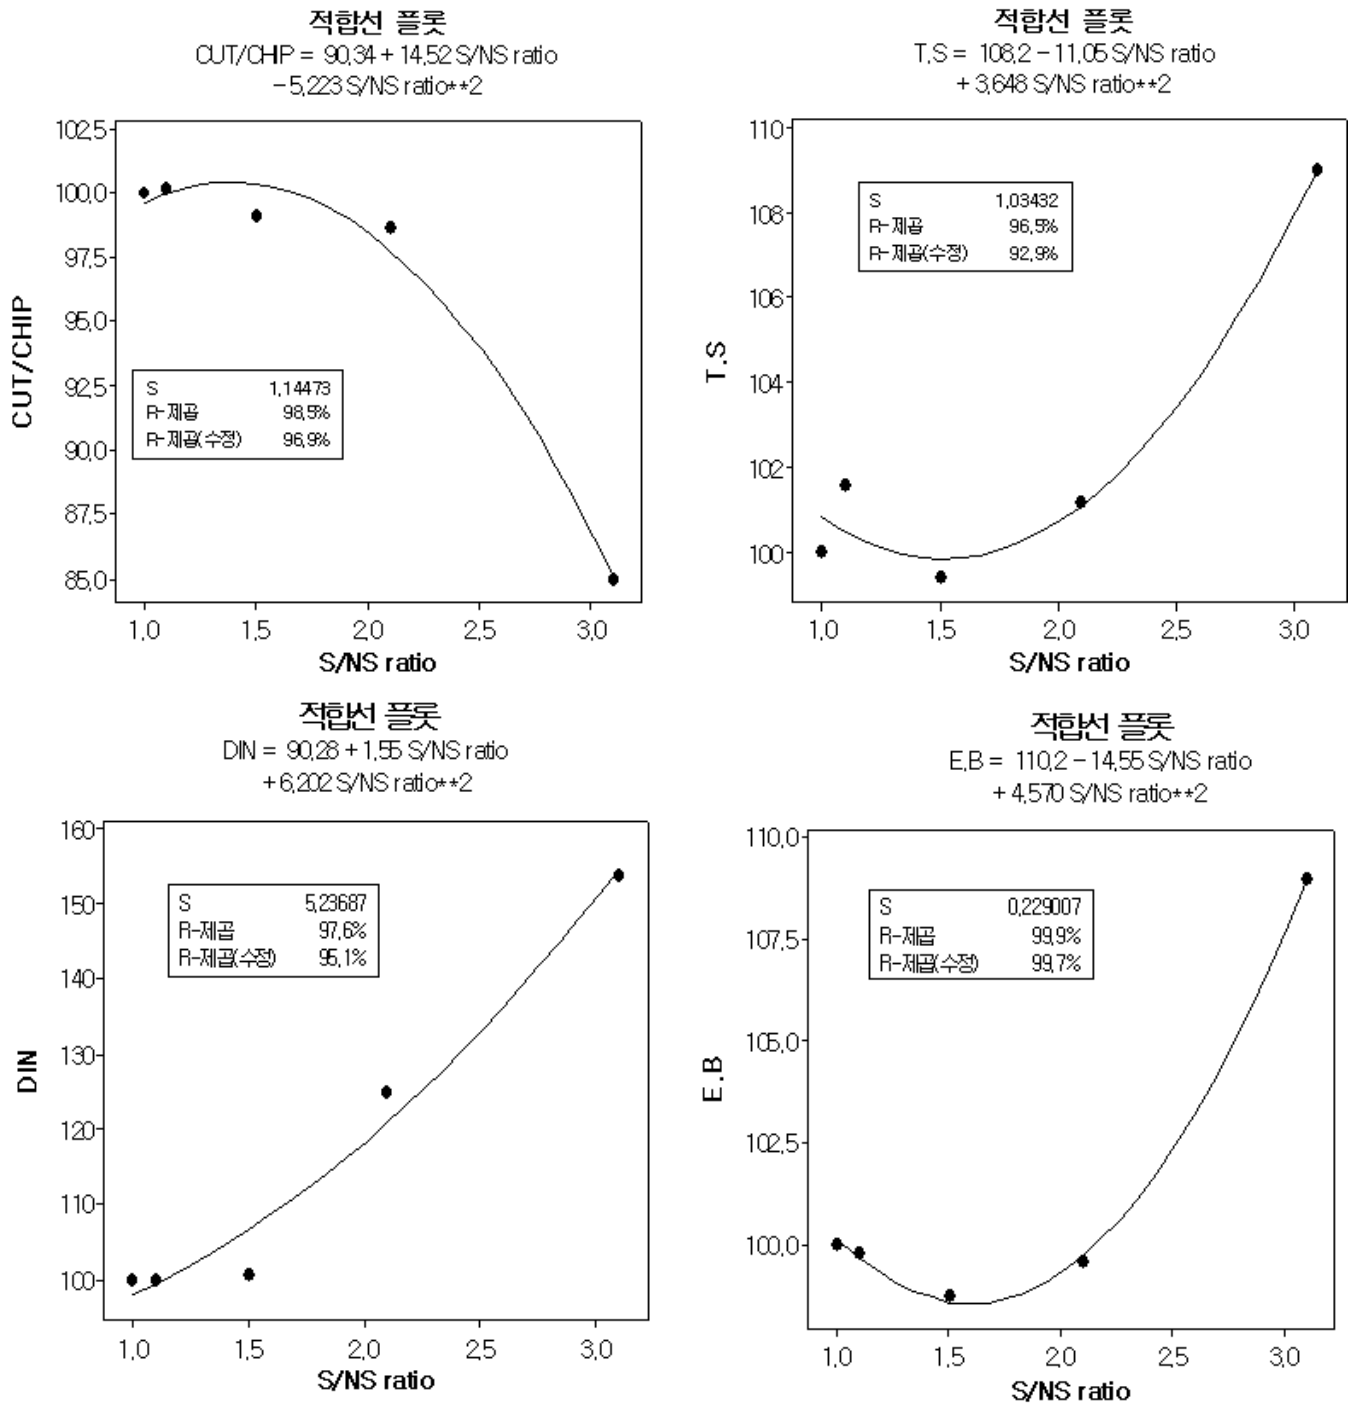 적합선 플롯
CUT/CHIP = 90,34 + 14,52 S/NS ratio
- 5,223 S/NS ratio**2
102,5
100,0
97,5
95,0
92,5
90,0
87,5
85,0
CUT/CHIP
S 1,14473
R-제곱 98,5%
R-제곱(수정) 96,9%
1,0 1,5 2,0 2,5 3,0
S/NS ratio
적합선 플롯
T,S = 108,2 - 11,05 S/NS ratio
+ 3,648 S/NS ratio**2
110
108
106
104
102
100
T.S
S 1,03432
R-제곱 96,5%
R-제곱(수정) 92,9%
1,0 1,5 2,0 2,5 3,0
S/NS ratio
적합선 플롯
DIN = 90,28 + 1,55 S/NS ratio
+ 6,202 S/NS ratio**2
160
150
140
130
120
110
100
DIN
S 5,23687
R-제곱 97,6%
R-제곱(수정) 95,1%
1,0 1,5 2,0 2,5 3,0
S/NS ratio
적합선 플롯
E,B = 110,2 - 14,55 S/NS ratio
+ 4,570 S/NS ratio**2
110,0
107,5
105,0
102,5
100,0
E.B
S 0,229007
R-제곱 99,9%
R-제곱(수정) 99,7%
1,0 1,5 2,0 2,5 3,0
S/NS ratio